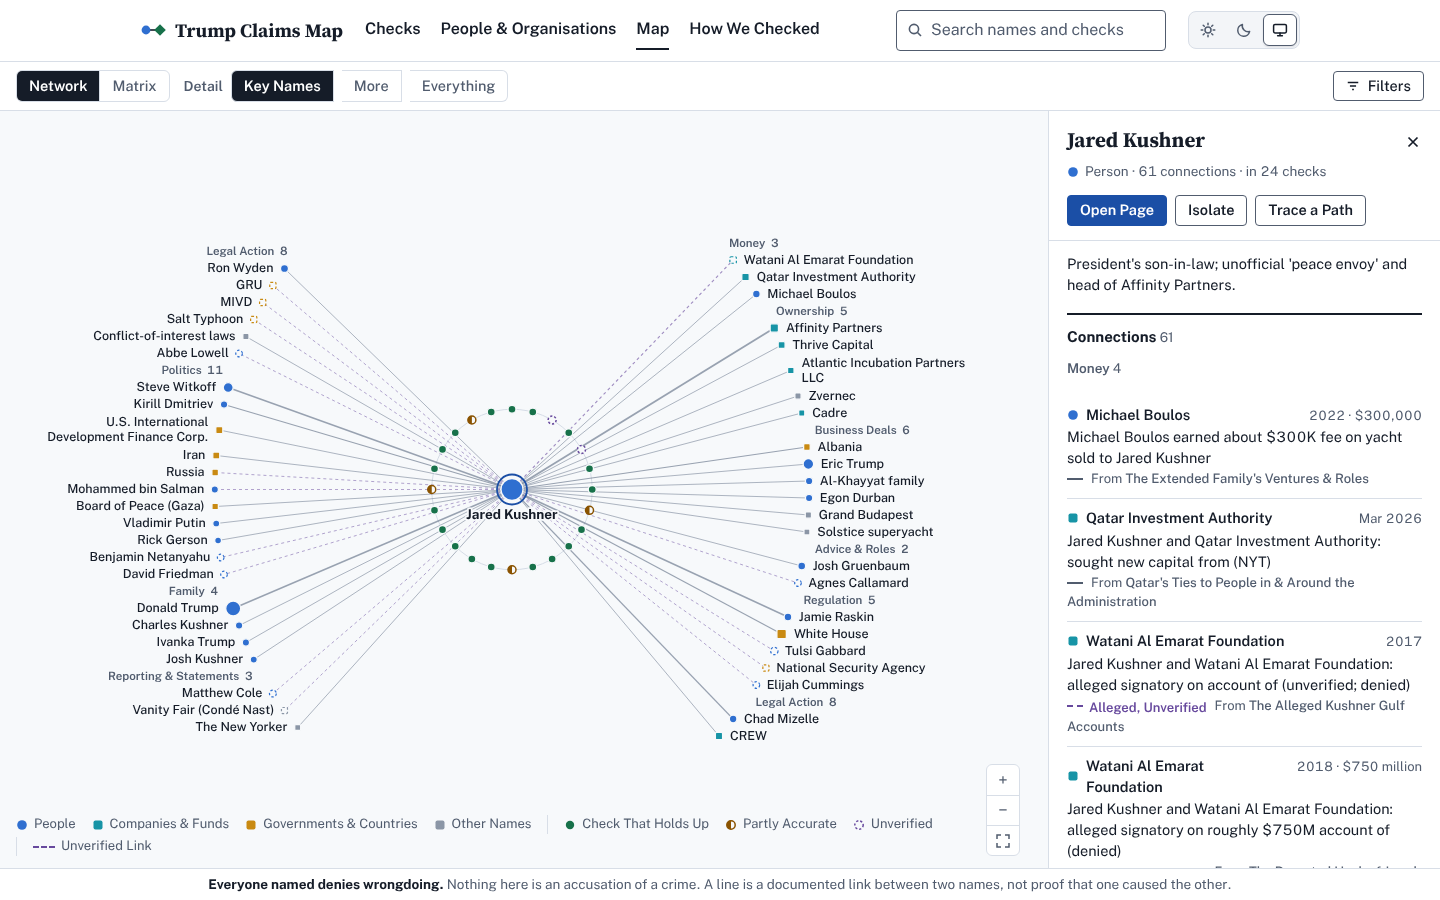 Trump Claims Map
Checks
People & Organisations
Map
How We Checked
Search names and checks
Network
Matrix
Detail
Key Names
More
Everything
Filters
Legal Action 8
Ron Wyden
GRU
MIVD
Salt Typhoon
Conflict-of-interest laws
Abbe Lowell
Politics 11
Steve Witkoff
Kirill Dmitriev
U.S. International
Development Finance Corp.
Iran
Russia
Mohammed bin Salman
Board of Peace (Gaza)
Vladimir Putin
Rick Gerson
Benjamin Netanyahu
David Friedman
Family 4
Donald Trump
Charles Kushner
Ivanka Trump
Josh Kushner
Reporting & Statements 3
Matthew Cole
Vanity Fair (Condé Nast)
The New Yorker
Jared Kushner
Money 3
Watani Al Emarat Foundation
Qatar Investment Authority
Michael Boulos
Ownership 5
Affinity Partners
Thrive Capital
Atlantic Incubation Partners
LLC
Zvernec
Cadre
Business Deals 6
Albania
Eric Trump
Al-Khayyat family
Egon Durban
Grand Budapest
Solstice superyacht
Advice & Roles 2
Josh Gruenbaum
Agnes Callamard
Regulation 5
Jamie Raskin
White House
Tulsi Gabbard
National Security Agency
Elijah Cummings
Legal Action 8
Chad Mizelle
CREW
+
−
People
Companies & Funds
Governments & Countries
Other Names
Check That Holds Up
Partly Accurate
Unverified
Unverified Link
Jared Kushner
Person · 61 connections · in 24 checks
Open Page
Isolate
Trace a Path
President's son-in-law; unofficial 'peace envoy' and
head of Affinity Partners.
Connections 61
Money 4
Michael Boulos 2022 · $300,000
Michael Boulos earned about $300K fee on yacht
sold to Jared Kushner
From The Extended Family's Ventures & Roles
Qatar Investment Authority Mar 2026
Jared Kushner and Qatar Investment Authority:
sought new capital from (NYT)
From Qatar's Ties to People in & Around the
Administration
Watani Al Emarat Foundation 2017
Jared Kushner and Watani Al Emarat Foundation:
alleged signatory on account of (unverified; denied)
Alleged, Unverified From The Alleged Kushner Gulf
Accounts
Watani Al Emarat 2018 · $750 million
Foundation
Jared Kushner and Watani Al Emarat Foundation:
alleged signatory on roughly $750M account of
(denied)
Everyone named denies wrongdoing. Nothing here is an accusation of a crime. A line is a documented link between two names, not proof that one caused the other.